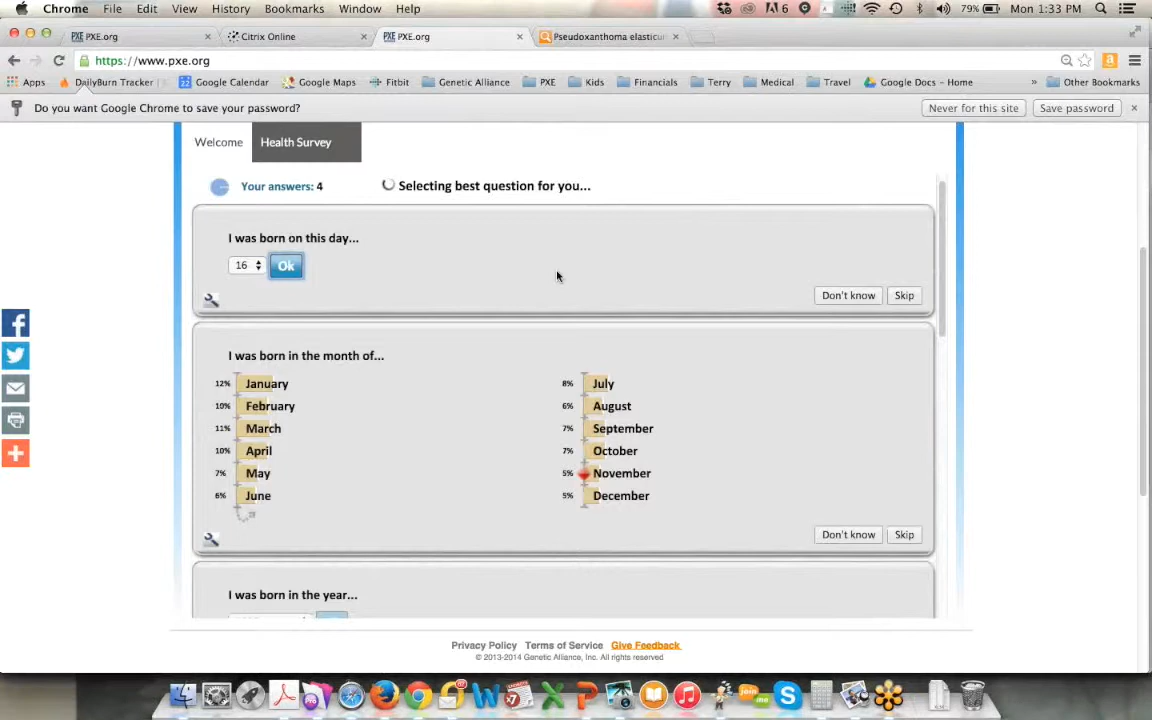 Chrome File Edit View History Bookmarks Window Help 6 79% Mon 1:33 PM
PXE.org × Citrix Online × PXE.org × Pseudoxanthoma elasticu ×
https://www.pxe.org
Apps DailyBurn Tracker Google Calendar Google Maps Fitbit Genetic Alliance PXE Kids Financials Terry Medical Travel Google Docs - Home » Other Bookmarks
Do you want Google Chrome to save your password? Never for this site Save password ×
Welcome Health Survey
Your answers: 4 Selecting best question for you...
I was born on this day...
16 Ok
Don't know Skip
I was born in the month of...
12% January 8% July
10% February 6% August
11% March 7% September
10% April 7% October
7% May 5% November
6% June 5% December
Don't know Skip
I was born in the year...
Privacy Policy Terms of Service Give Feedback
© 2013-2014 Genetic Alliance, Inc. All rights reserved